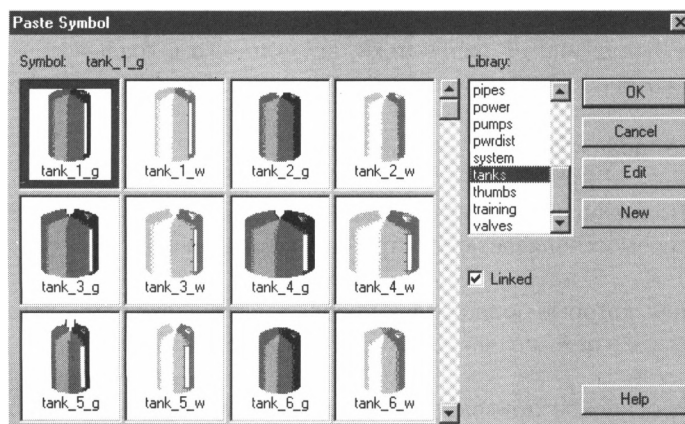 Paste Symbol
Symbol: tank_1_g
Library:
tank_1_g tank_1_w tank_2_g tank_2_w
tank_3_g tank_3_w tank_4_g tank_4_w
tank_5_g tank_5_w tank_6_g tank_6_w
pipes
power
pumps
pwrdist
system
tanks
thumbs
training
valves
Linked
OK
Cancel
Edit
New
Help